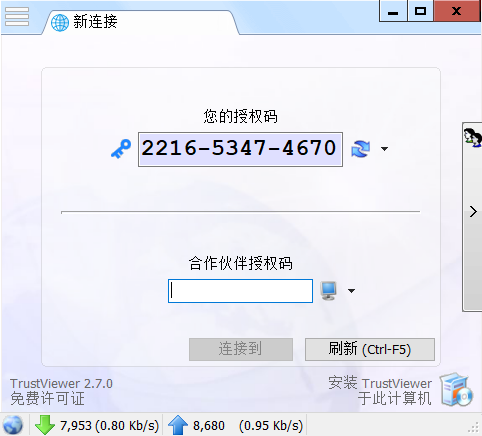 新连接
您的授权码
2216-5347-4670
合作伙伴授权码
连接到
刷新 (Ctrl-F5)
TrustViewer 2.7.0
免费许可证
安装 TrustViewer
于此计算机
7,953 (0.80 Kb/s)
8,680 (0.95 Kb/s)